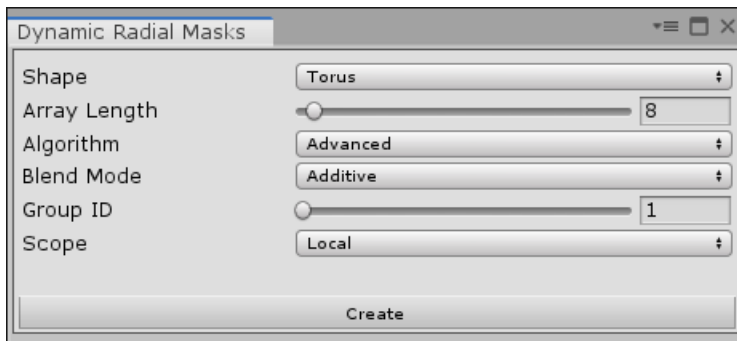 Dynamic Radial Masks
Shape Torus
Array Length 8
Algorithm Advanced
Blend Mode Additive
Group ID 1
Scope Local
Create